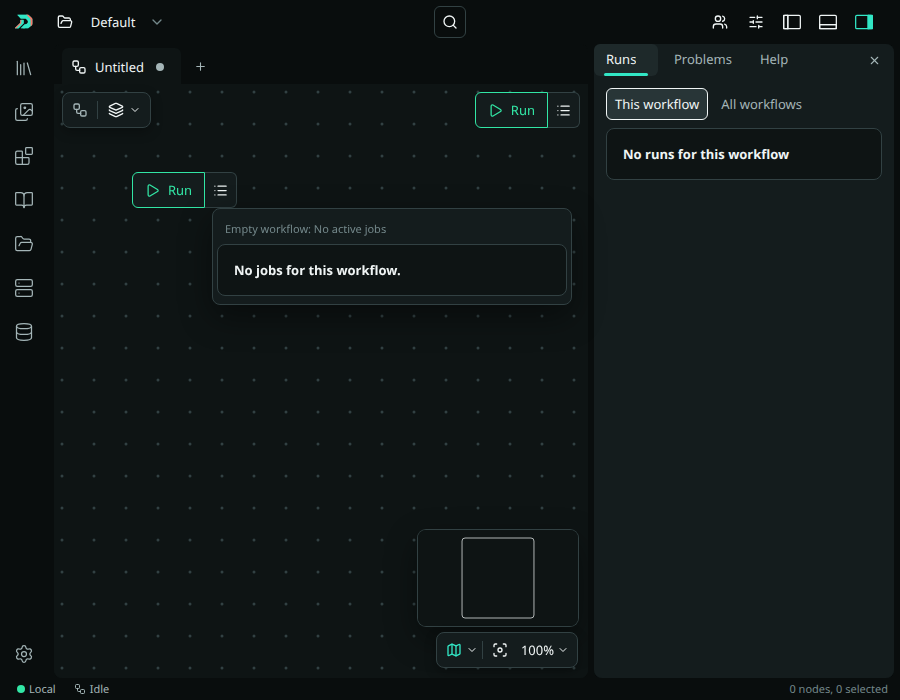 Default
Untitled
Runs
Problems
Help
Run
This workflow
All workflows
No runs for this workflow
Run
Empty workflow: No active jobs
No jobs for this workflow.
100%
Local
Idle
0 nodes, 0 selected